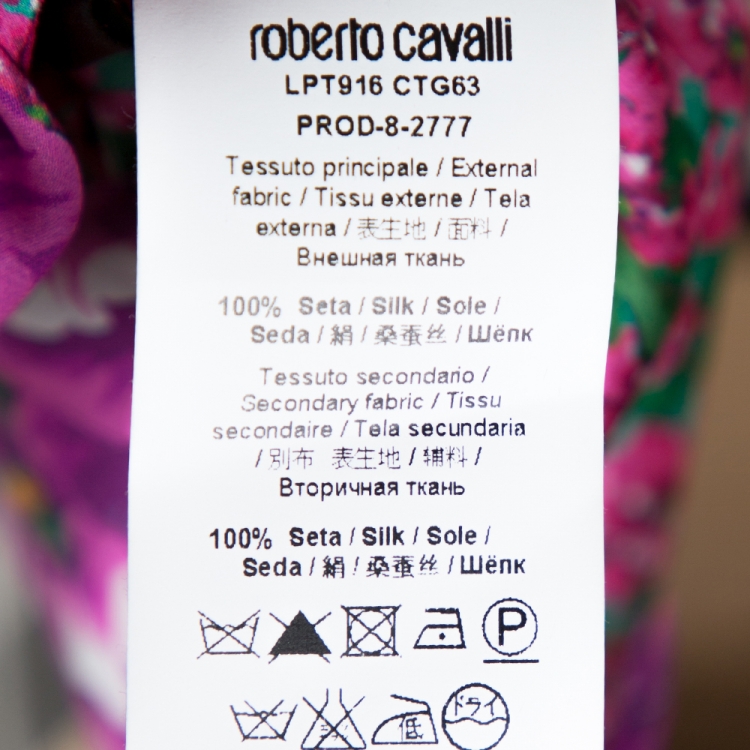 roberto cavalli
LPT916 CTG63
PROD-8-2777
Tessuto principale / External
fabric / Tissu externe / Tela
externa / 表生地 / 面料 /
Внешная ткань
100% Seta / Silk / Soie /
Seda / 絹 / 桑蚕丝 / Шёлк
Tessuto secondario /
Secondary fabric / Tissu
secondaire / Tela secundaria
/ 別布 表生地 / 辅料 /
Вторичная ткань
100% Seta / Silk / Soie /
Seda / 絹 / 桑蚕丝 / Шёлк
P
低 ドライ